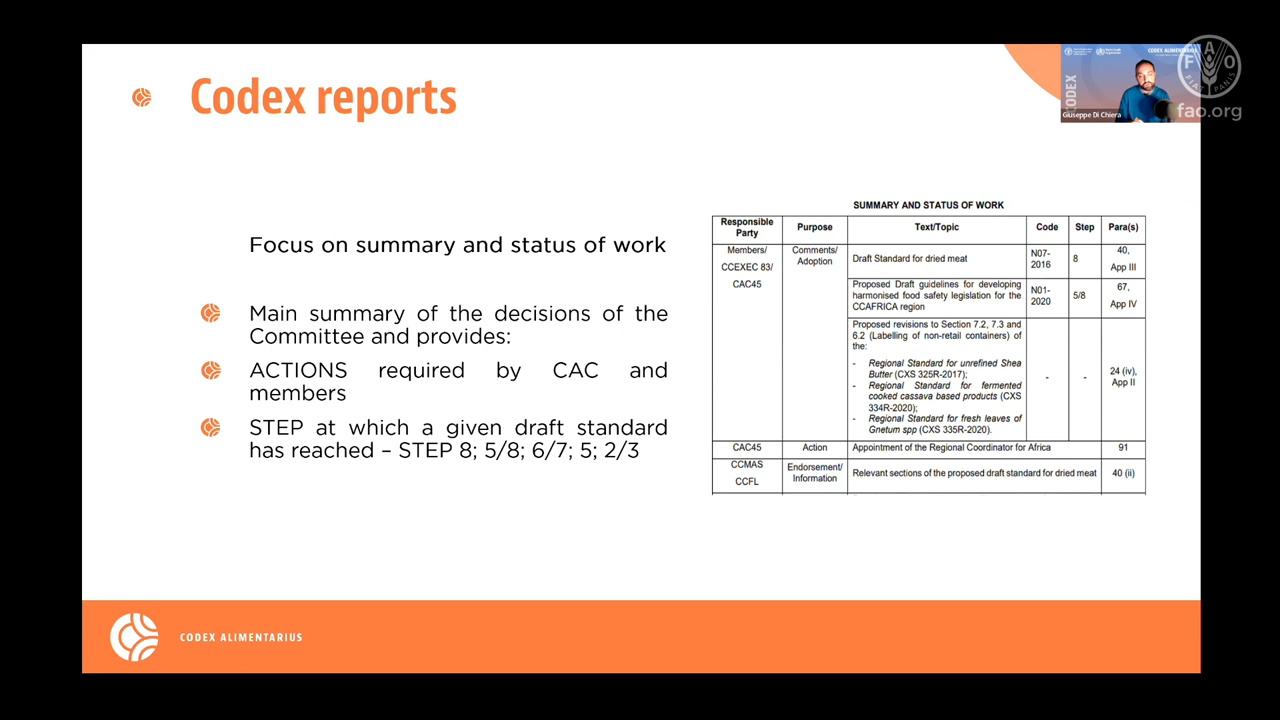 Codex reports
CODEX ALIMENTARIUS
CODEX
Giuseppe Di Chiera
FAO
FIAT PANIS
fao.org
Focus on summary and status of work
Main summary of the decisions of the
Committee and provides:
ACTIONS required by CAC and
members
STEP at which a given draft standard
has reached – STEP 8; 5/8; 6/7; 5; 2/3
SUMMARY AND STATUS OF WORK
Responsible Party Purpose Text/Topic Code Step Para(s)
Members/ CCEXEC 83/ CAC45 Comments/ Adoption Draft Standard for dried meat N07-2016 8 40, App III
Proposed Draft guidelines for developing
harmonised food safety legislation for the
CCAFRICA region N01-2020 5/8 67, App IV
Proposed revisions to Section 7.2, 7.3 and
6.2 (Labelling of non-retail containers) of
the:
- Regional Standard for unrefined Shea
Butter (CXS 325R-2017);
- Regional Standard for fermented
cooked cassava based products (CXS
334R-2020);
- Regional Standard for fresh leaves of
Gnetum spp (CXS 335R-2020). - - 24 (iv), App II
CAC45 Action Appointment of the Regional Coordinator for Africa 91
CCMAS CCFL Endorsement/ Information Relevant sections of the proposed draft standard for dried meat 40 (ii)
CODEX ALIMENTARIUS